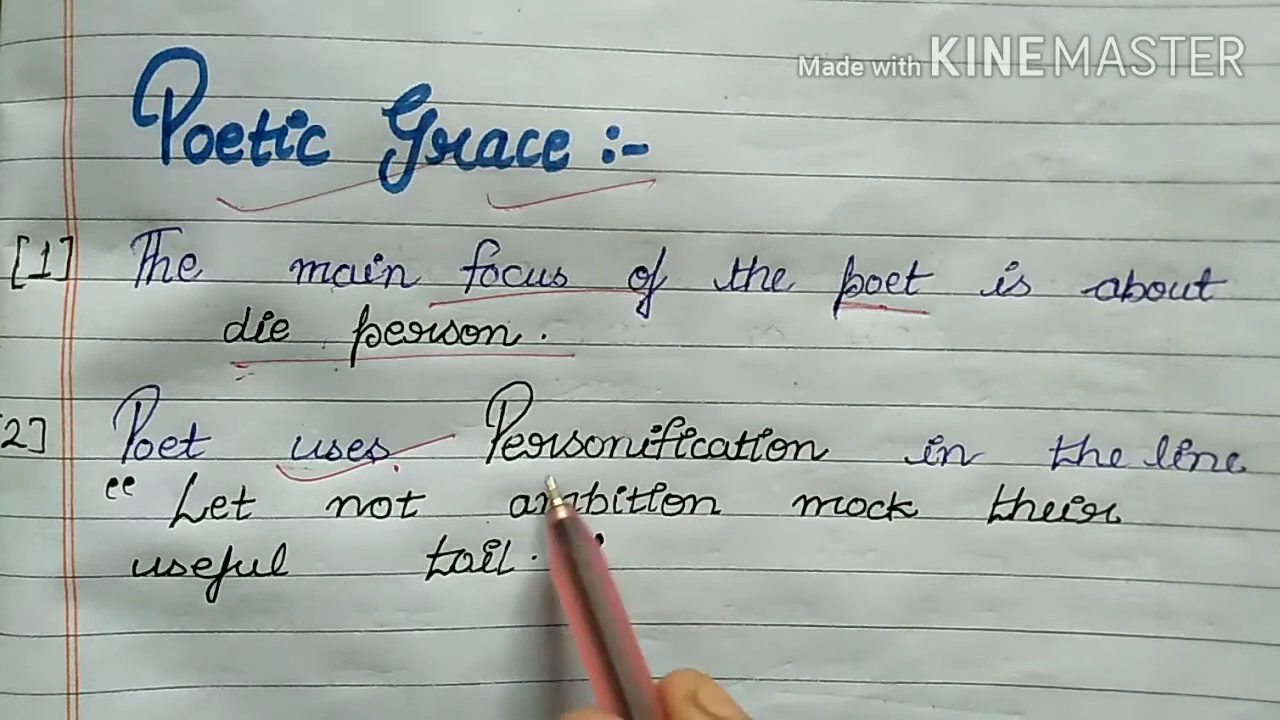 Made with KINEMASTER
Poetic Grace :-
[1] The main focus of the poet is about
die person.
2] Poet uses Personification in the line
“ Let not ambition mock their
useful toil.”